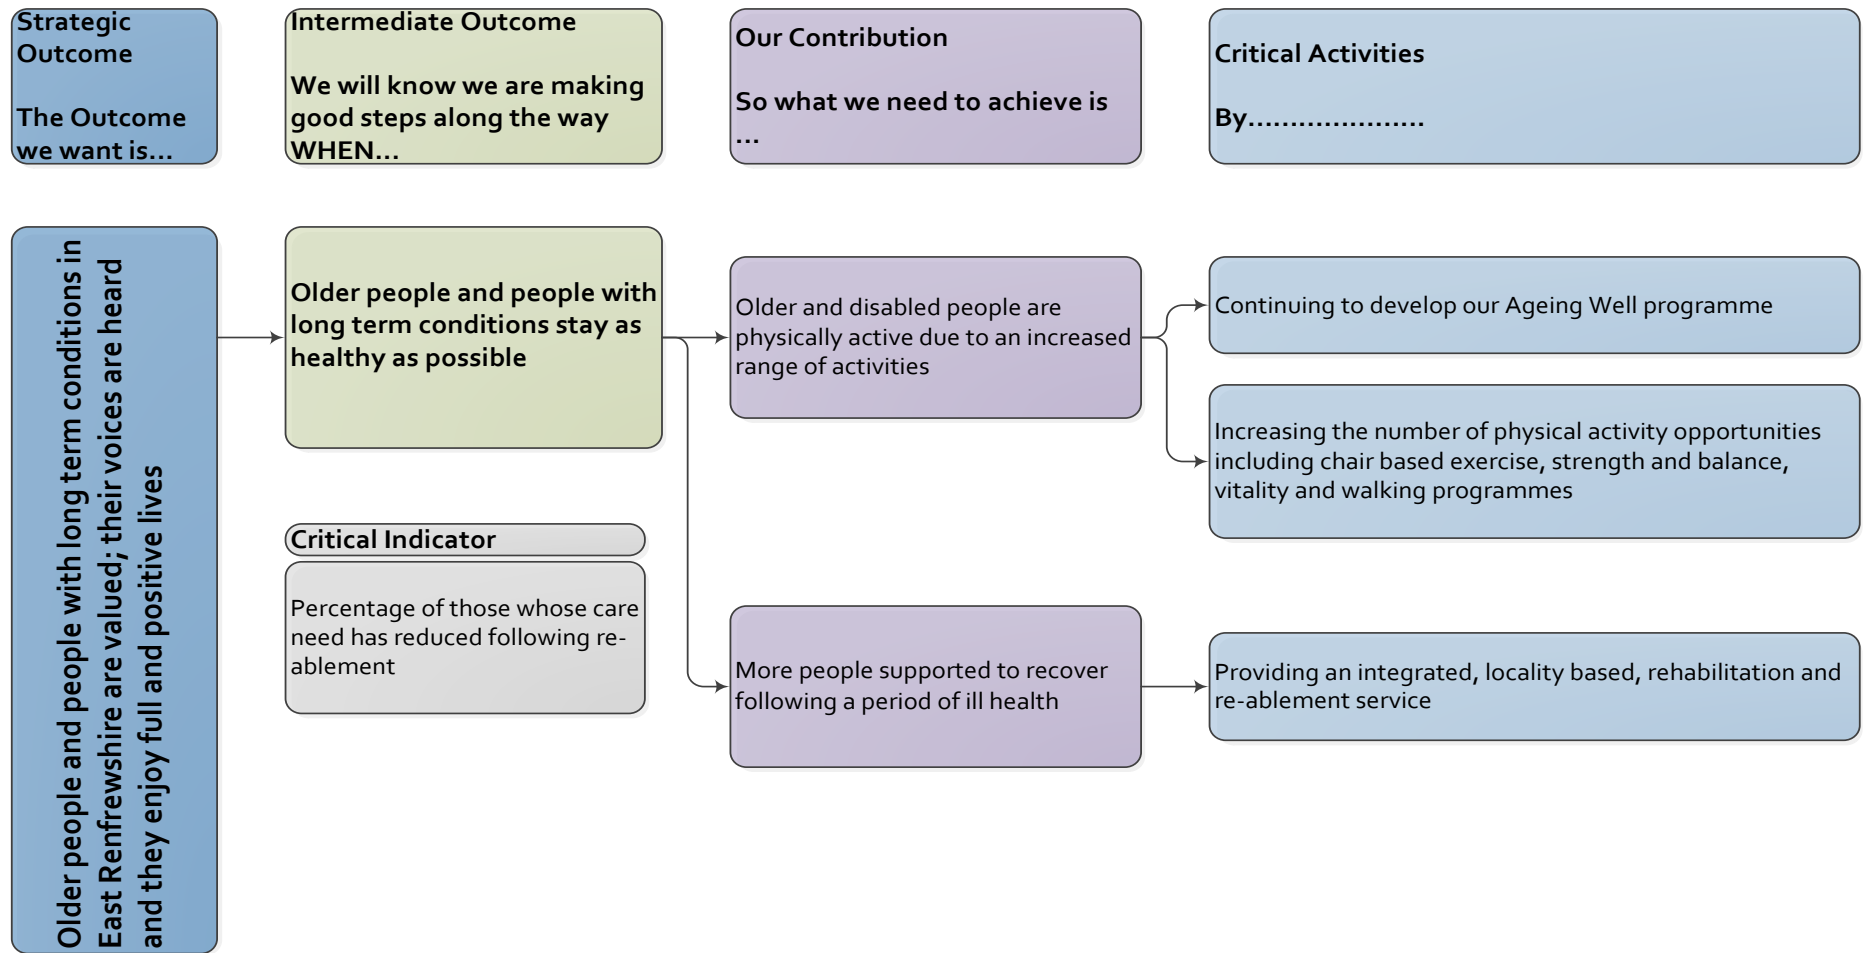 Strategic
Outcome
The Outcome
we want is...
Intermediate Outcome
We will know we are making
good steps along the way
WHEN...
Our Contribution
So what we need to achieve is
...
Critical Activities
By.....................
Older people and people with long term conditions in
East Renfrewshire are valued; their voices are heard
and they enjoy full and positive lives
Older people and people with
long term conditions stay as
healthy as possible
Critical Indicator
Percentage of those whose care
need has reduced following re-
ablement
Older and disabled people are
physically active due to an increased
range of activities
More people supported to recover
following a period of ill health
Continuing to develop our Ageing Well programme
Increasing the number of physical activity opportunities
including chair based exercise, strength and balance,
vitality and walking programmes
Providing an integrated, locality based, rehabilitation and
re-ablement service